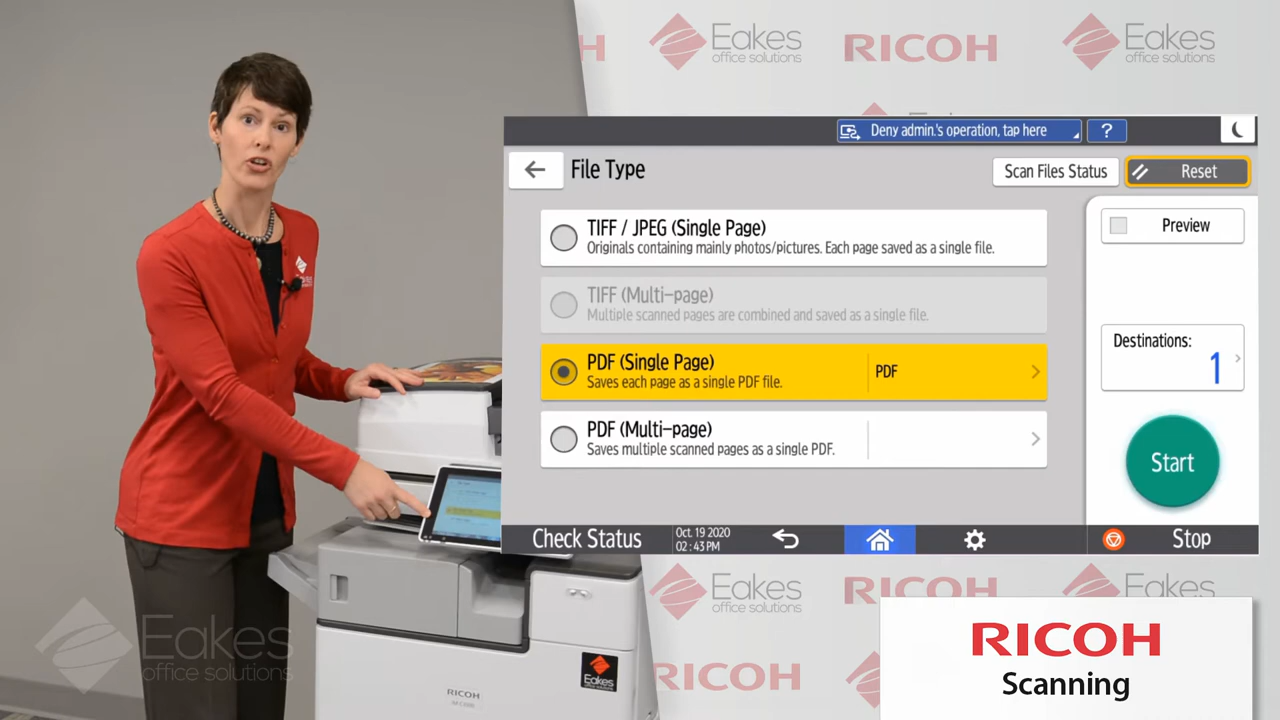 Eakes
office solutions
RICOH
Eakes
office solutions
Deny admin.'s operation, tap here
?
File Type
Scan Files Status
Reset
TIFF / JPEG (Single Page)
Originals containing mainly photos/pictures. Each page saved as a single file.
Preview
TIFF (Multi-page)
Multiple scanned pages are combined and saved as a single file.
Destinations:
1
PDF (Single Page)
Saves each page as a single PDF file.
PDF
PDF (Multi-page)
Saves multiple scanned pages as a single PDF.
Start
Check Status
Oct. 19 2020
02:43 PM
Stop
Eakes
office solutions
RICOH
Eakes
Eakes
office solutions
Eakes
RICOH
RICOH
RICOH
Scanning